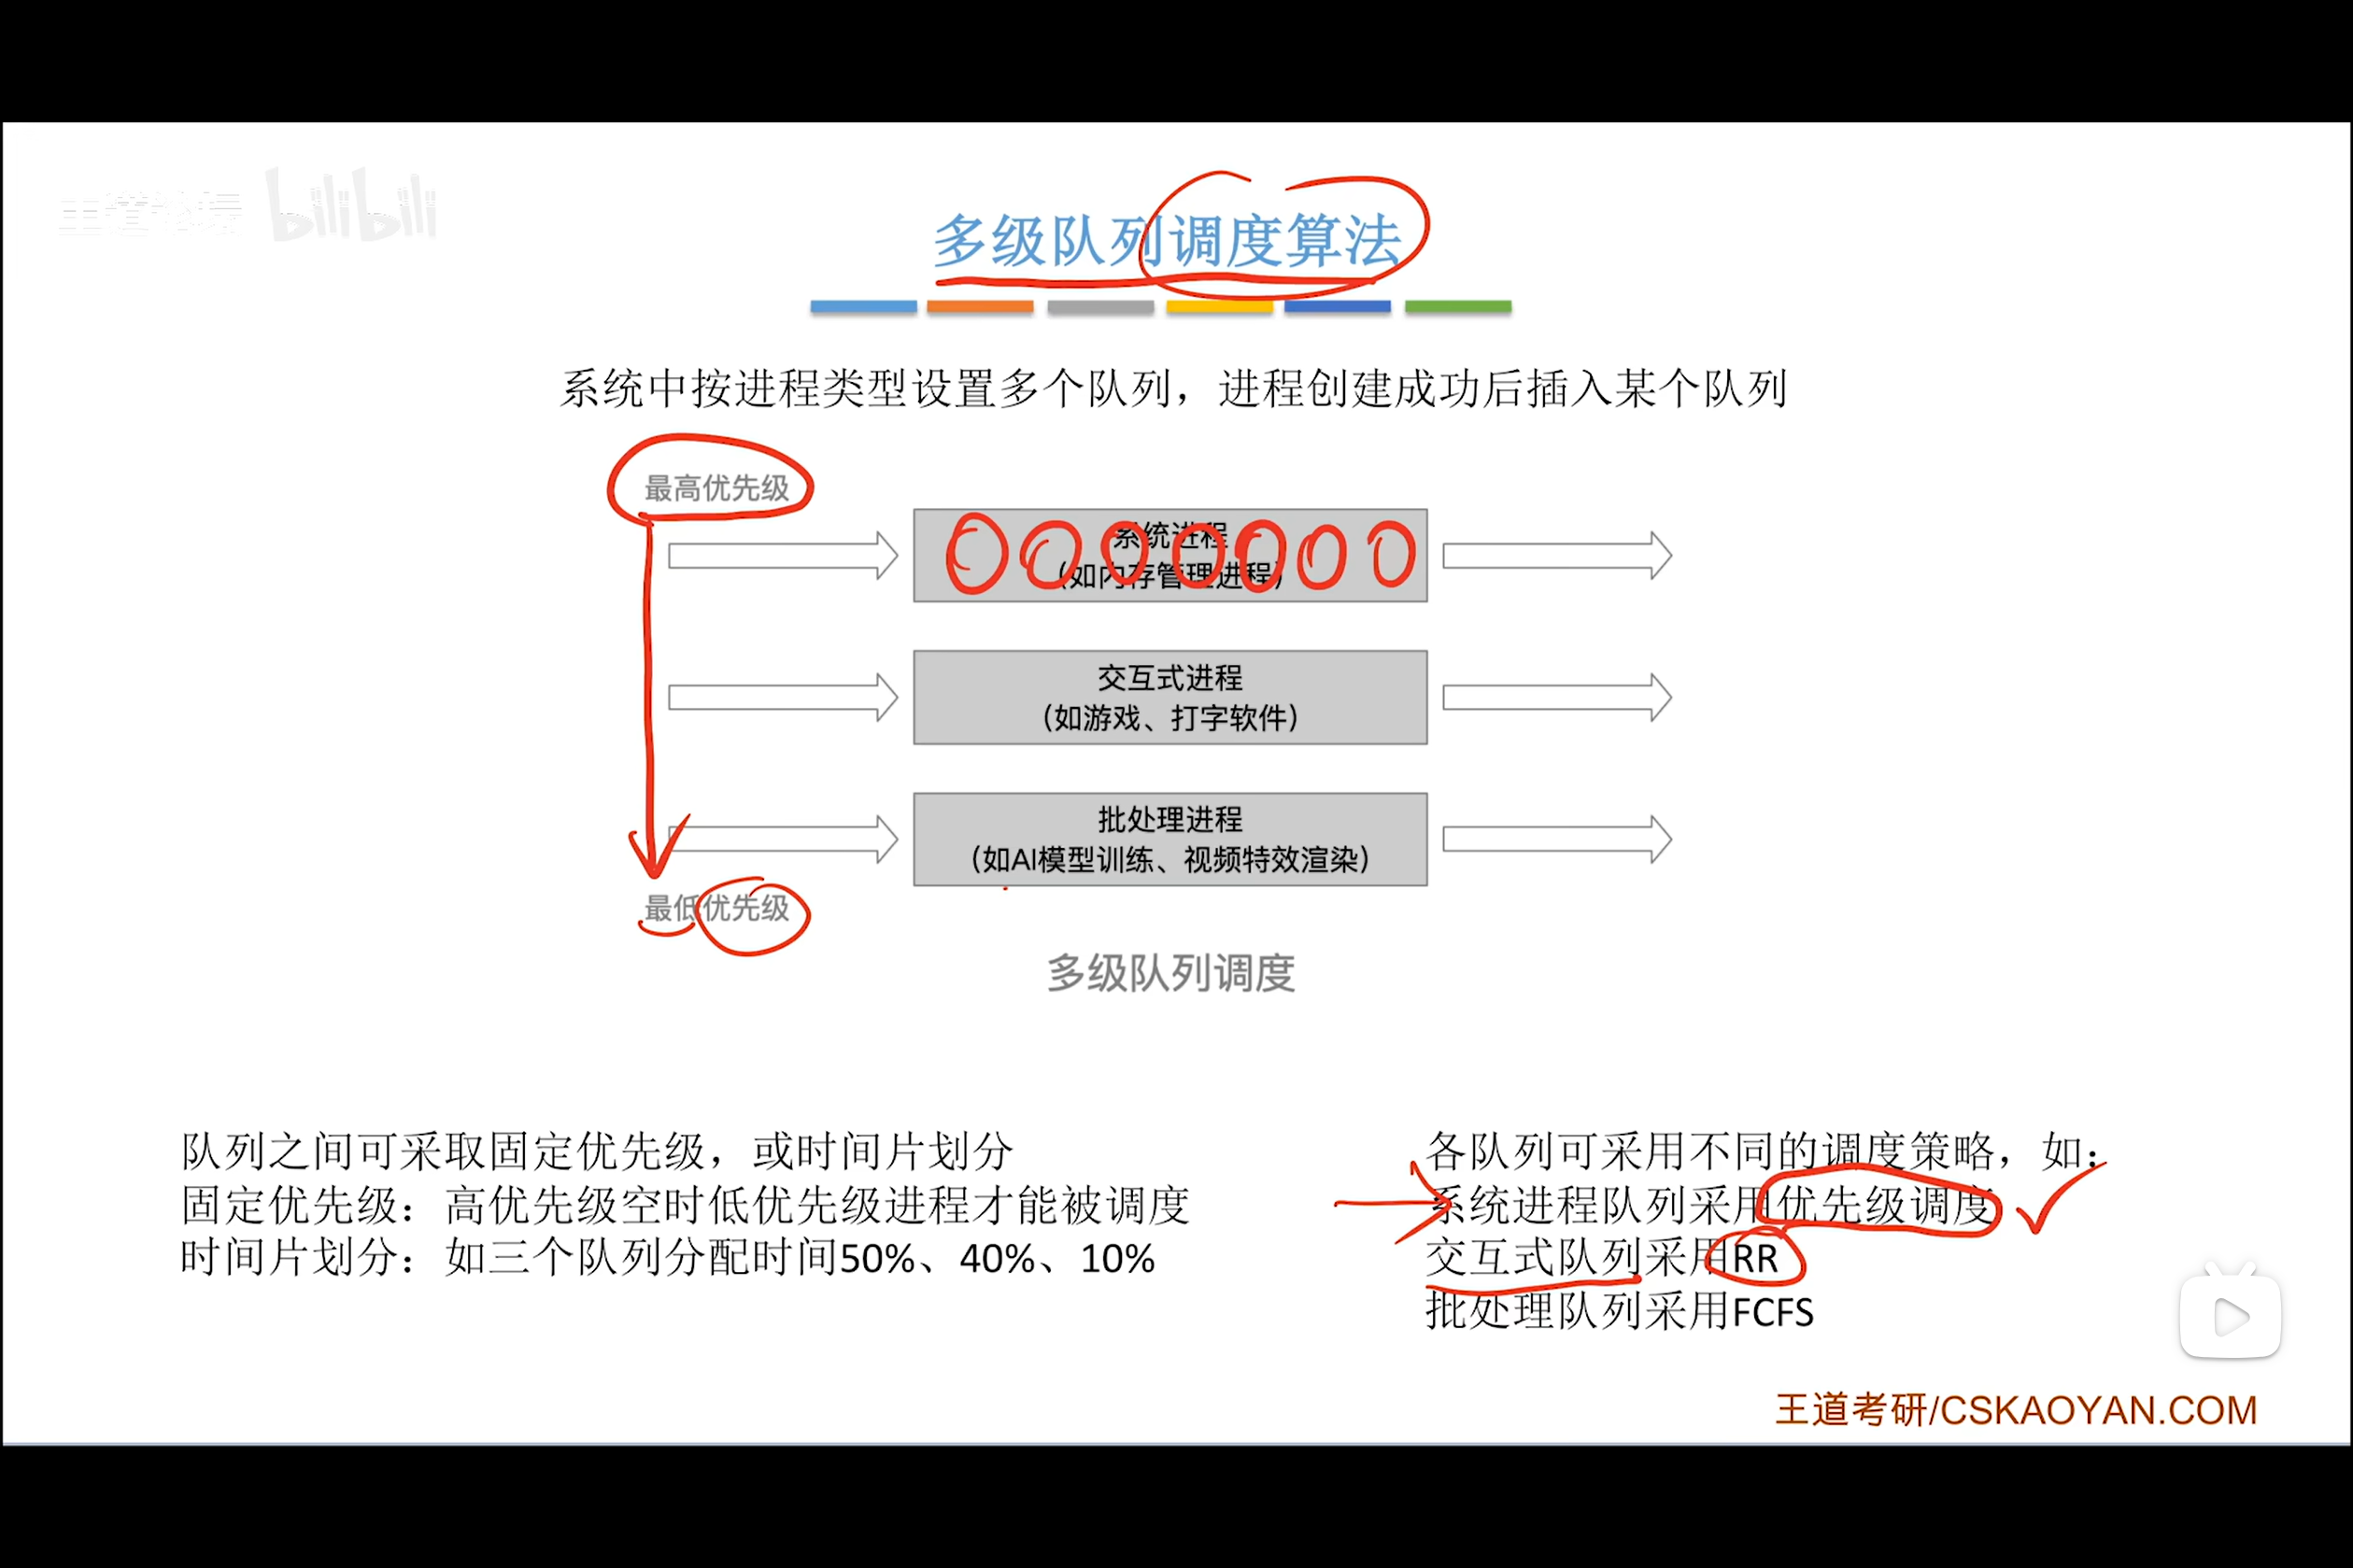 bilibili
多级队列调度算法
系统中按进程类型设置多个队列，进程创建成功后插入某个队列
最高优先级
系统进程
（如内存管理进程）
交互式进程
（如游戏、打字软件）
批处理进程
（如AI模型训练、视频特效渲染）
最低优先级
多级队列调度
队列之间可采取固定优先级，或时间片划分
固定优先级：高优先级空时低优先级进程才能被调度
时间片划分：如三个队列分配时间50%、40%、10%
各队列可采用不同的调度策略，如：
系统进程队列采用优先级调度
交互式队列采用RR
批处理队列采用FCFS
王道考研/CSKAOYAN.COM